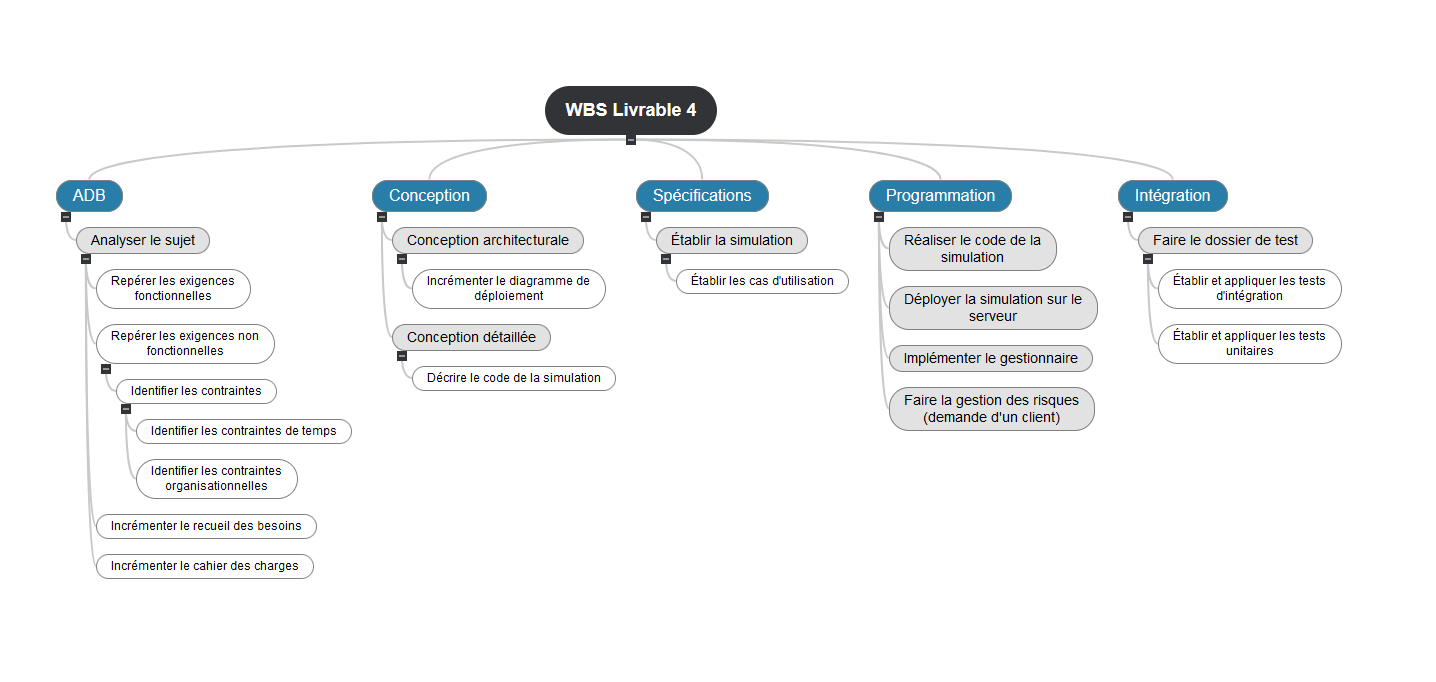 WBS Livrable 4
ADB
Analyser le sujet
Repérer les exigences
fonctionnelles
Repérer les exigences non
fonctionnelles
Identifier les contraintes
Identifier les contraintes de temps
Identifier les contraintes
organisationnelles
Incrémenter le recueil des besoins
Incrémenter le cahier des charges
Conception
Conception architecturale
Incrémenter le diagramme de
déploiement
Conception détaillée
Décrire le code de la simulation
Spécifications
Établir la simulation
Établir les cas d'utilisation
Programmation
Réaliser le code de la
simulation
Déployer la simulation sur le
serveur
Implémenter le gestionnaire
Faire la gestion des risques
(demande d'un client)
Intégration
Faire le dossier de test
Établir et appliquer les tests
d'intégration
Établir et appliquer les tests
unitaires